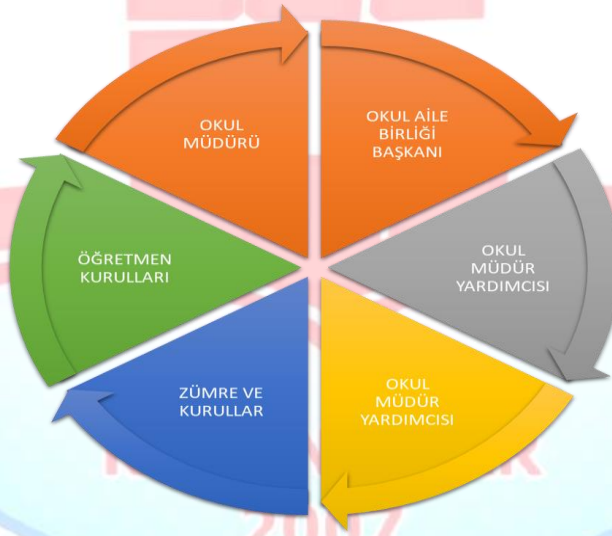 OKUL
MÜDÜRÜ
OKUL AİLE
BİRLİĞİ
BAŞKANI
OKUL
MÜDÜR
YARDIMCISI
OKUL
MÜDÜR
YARDIMCISI
ZÜMRE VE
KURULLAR
ÖĞRETMEN
KURULLARI
2007